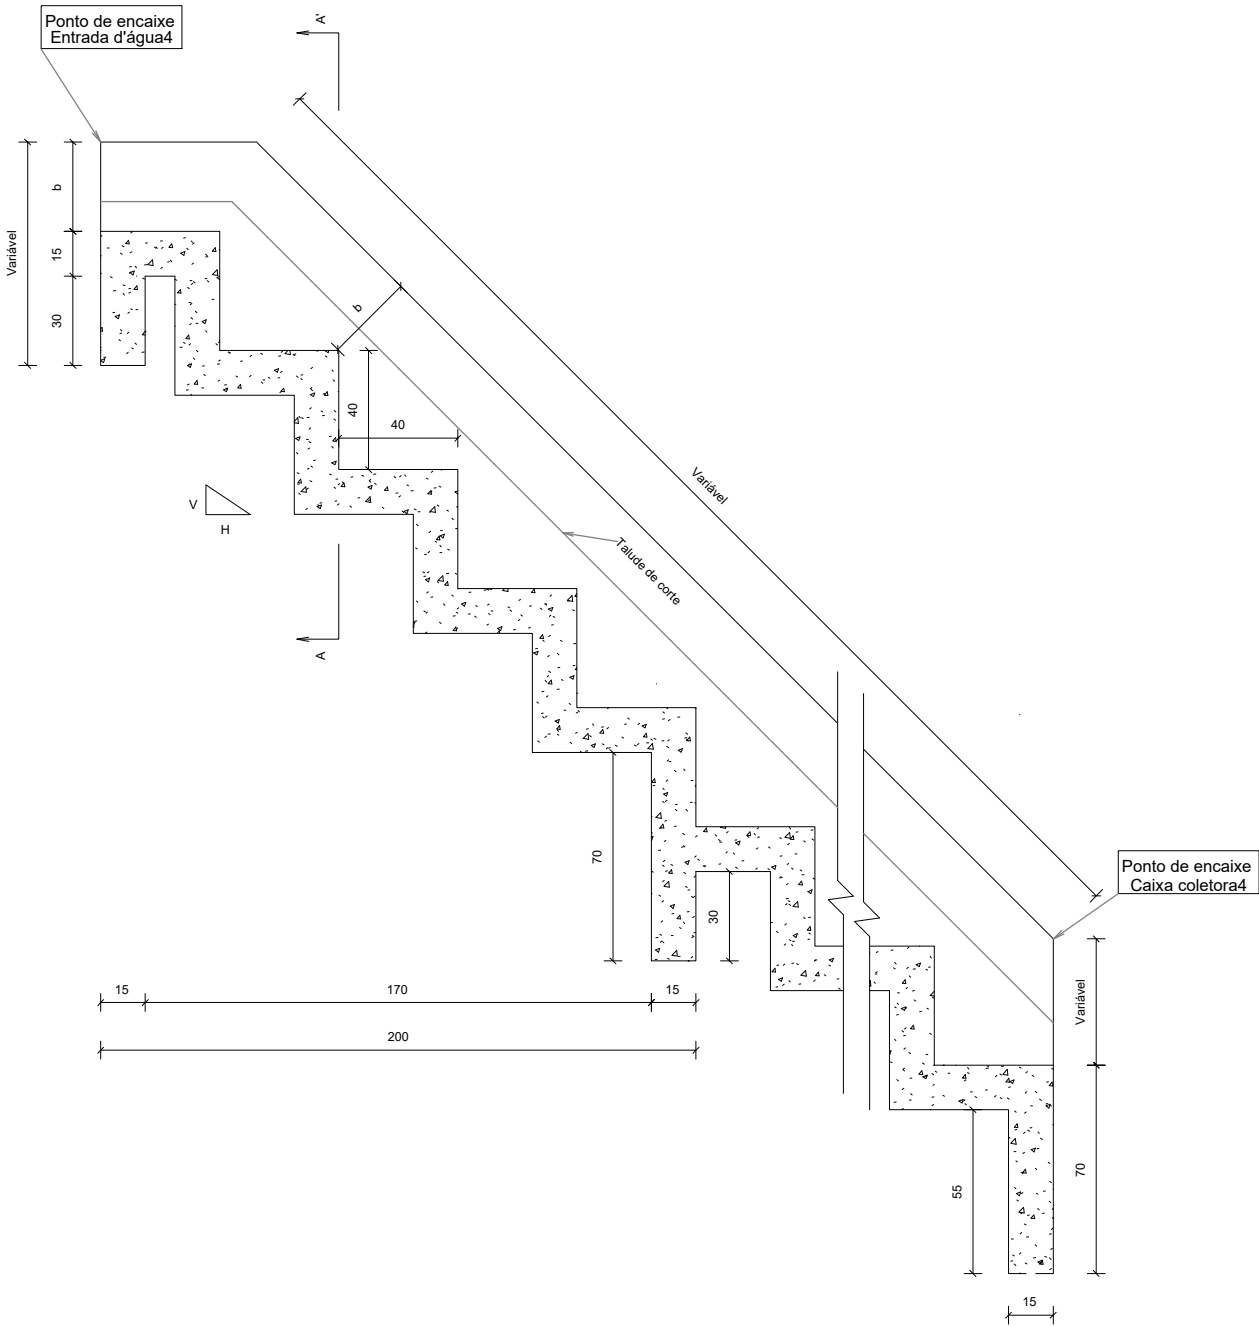 Ponto de encaixe
Entrada d'água4
A'
Variável
b
15
30
b
40
40
V
H
A
Variável
Talude de corte
70
30
Ponto de encaixe
Caixa coletora4
Variável
15
170
15
200
55
70
15